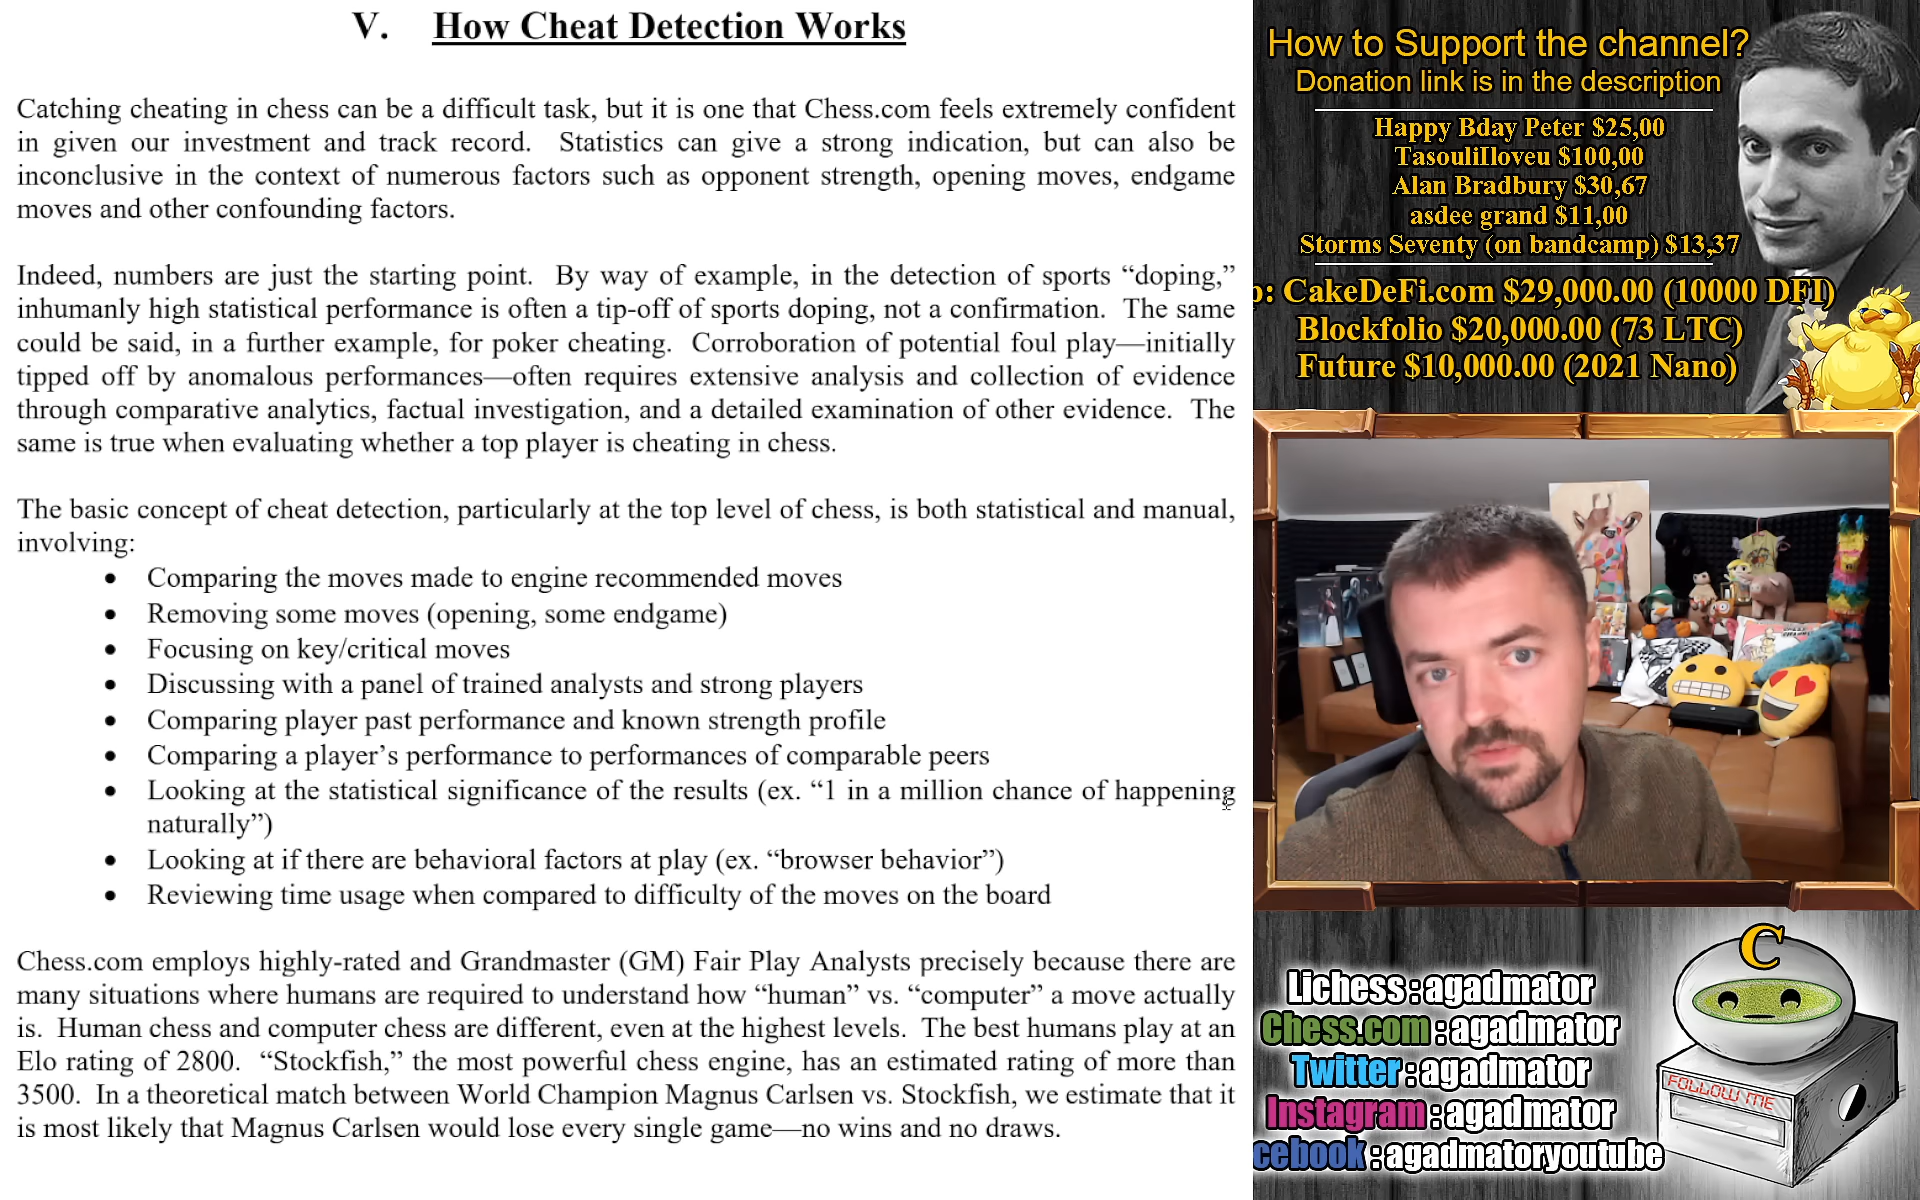 V. How Cheat Detection Works
Catching cheating in chess can be a difficult task, but it is one that Chess.com feels extremely confident
in given our investment and track record. Statistics can give a strong indication, but can also be
inconclusive in the context of numerous factors such as opponent strength, opening moves, endgame
moves and other confounding factors.
Indeed, numbers are just the starting point. By way of example, in the detection of sports “doping,”
inhumanly high statistical performance is often a tip-off of sports doping, not a confirmation. The same
could be said, in a further example, for poker cheating. Corroboration of potential foul play—initially
tipped off by anomalous performances—often requires extensive analysis and collection of evidence
through comparative analytics, factual investigation, and a detailed examination of other evidence. The
same is true when evaluating whether a top player is cheating in chess.
The basic concept of cheat detection, particularly at the top level of chess, is both statistical and manual,
involving:
• Comparing the moves made to engine recommended moves
• Removing some moves (opening, some endgame)
• Focusing on key/critical moves
• Discussing with a panel of trained analysts and strong players
• Comparing player past performance and known strength profile
• Comparing a player’s performance to performances of comparable peers
• Looking at the statistical significance of the results (ex. “1 in a million chance of happening
naturally”)
• Looking at if there are behavioral factors at play (ex. “browser behavior”)
• Reviewing time usage when compared to difficulty of the moves on the board
Chess.com employs highly-rated and Grandmaster (GM) Fair Play Analysts precisely because there are
many situations where humans are required to understand how “human” vs. “computer” a move actually
is. Human chess and computer chess are different, even at the highest levels. The best humans play at an
Elo rating of 2800. “Stockfish,” the most powerful chess engine, has an estimated rating of more than
3500. In a theoretical match between World Champion Magnus Carlsen vs. Stockfish, we estimate that it
is most likely that Magnus Carlsen would lose every single game—no wins and no draws.
How to Support the channel?
Donation link is in the description
Happy Bday Peter $25,00
TasouliIloveu $100,00
Alan Bradbury $30,67
asdee grand $11,00
Storms Seventy (on bandcamp) $13,37
p: CakeDeFi.com $29,000.00 (10000 DFI)
Blockfolio $20,000.00 (73 LTC)
Future $10,000.00 (2021 Nano)
Lichess:agadmator
Chess.com:agadmator
Twitter:agadmator
Instagram:agadmator
cebook:agadmatoryoutube
C
FOLLOW ME